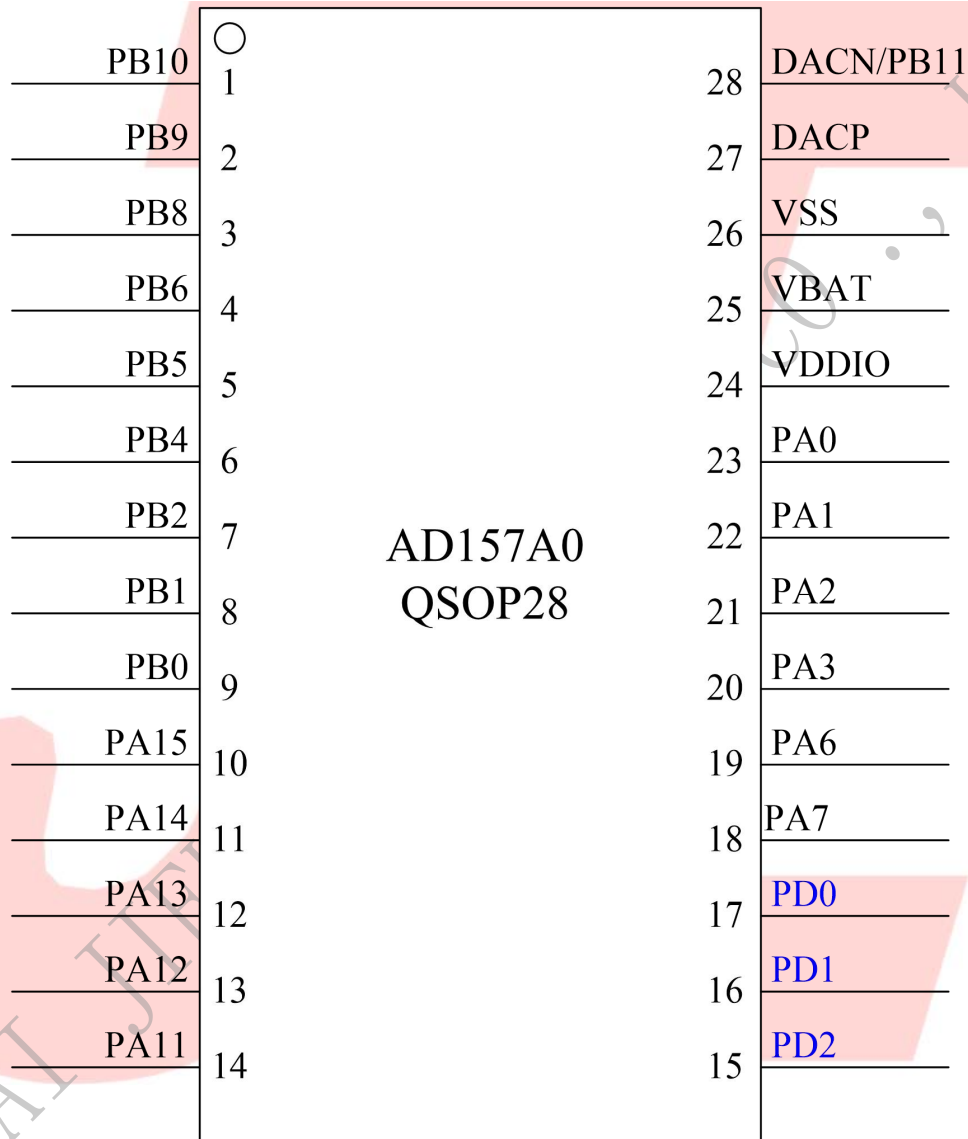 PB10 1 28 DACN/PB11
PB9 2 27 DACP
PB8 3 26 VSS
PB6 4 25 VBAT
PB5 5 24 VDDIO
PB4 6 23 PA0
PB2 7 22 PA1
AD157A0
PB1 8 21 PA2
QSOP28
PB0 9 20 PA3
PA15 10 19 PA6
PA14 11 18 PA7
PA13 12 17 PD0
PA12 13 16 PD1
PA11 14 15 PD2